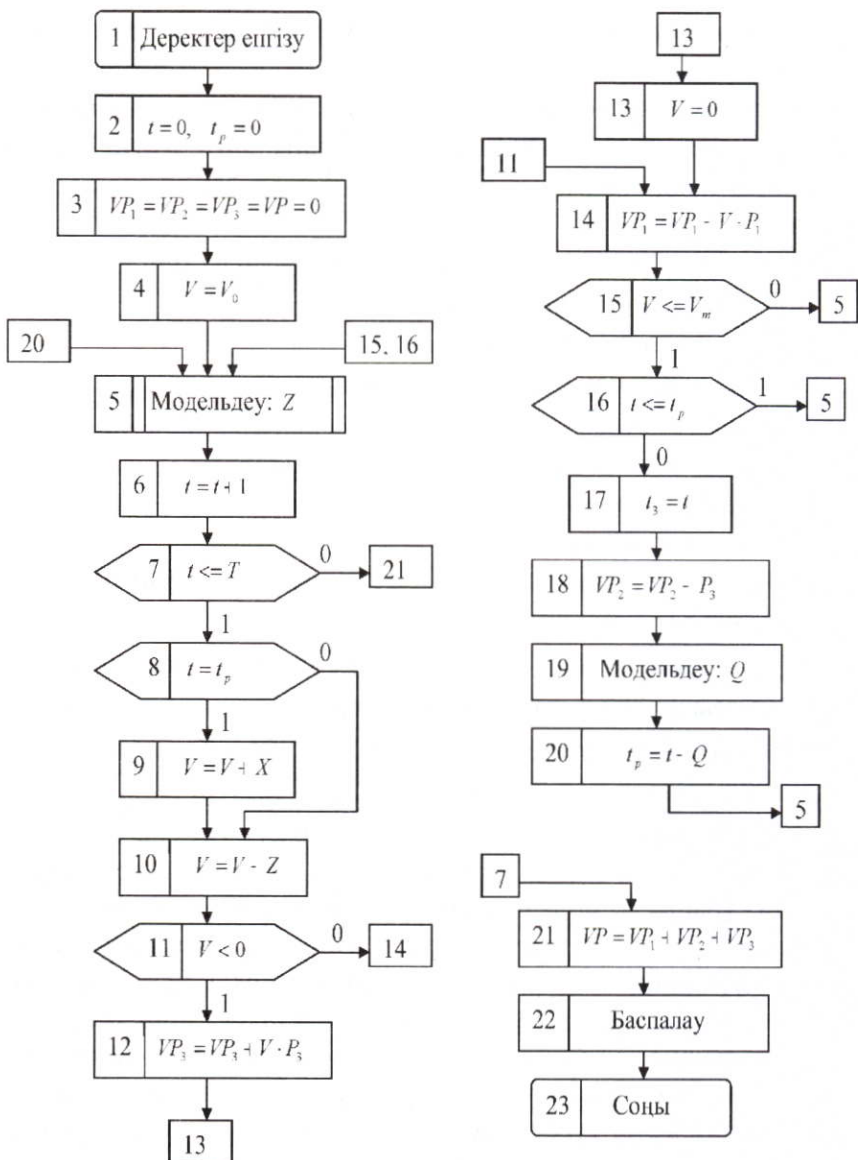 1 Деректер енгізу
2 t = 0, t_p = 0
3 VP₁ = VP₂ = VP₃ = VP = 0
4 V = V₀
20
15, 16
5 Модельдеу: Z
6 t = t + 1
7 t <= T
0
21
1
8 t = t_p
0
1
9 V = V + X
10 V = V - Z
11 V < 0
0
14
1
12 VP₃ = VP₃ + V · P₃
13
13
13 V = 0
11
14 VP₁ = VP₁ - V · P₁
15 V <= V_m
0
5
1
16 t <= t_p
1
5
0
17 t₃ = t
18 VP₂ = VP₂ - P₃
19 Модельдеу: Q
20 t_p = t - Q
5
7
21 VP = VP₁ + VP₂ + VP₃
22 Баспалау
23 Соңы